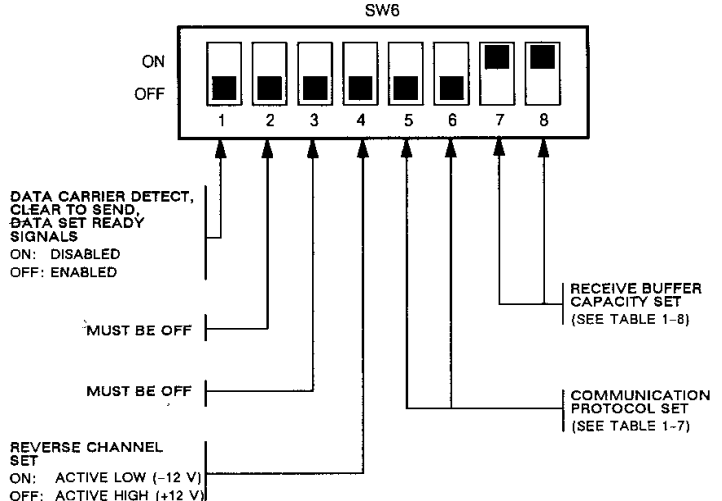 SW6
ON
OFF
1 2 3 4 5 6 7 8
DATA CARRIER DETECT,
CLEAR TO SEND,
DATA SET READY
SIGNALS
ON: DISABLED
OFF: ENABLED
MUST BE OFF
MUST BE OFF
REVERSE CHANNEL
SET
ON: ACTIVE LOW (-12 V)
OFF: ACTIVE HIGH (+12 V)
RECEIVE BUFFER
CAPACITY SET
(SEE TABLE 1-8)
COMMUNICATION
PROTOCOL SET
(SEE TABLE 1-7)